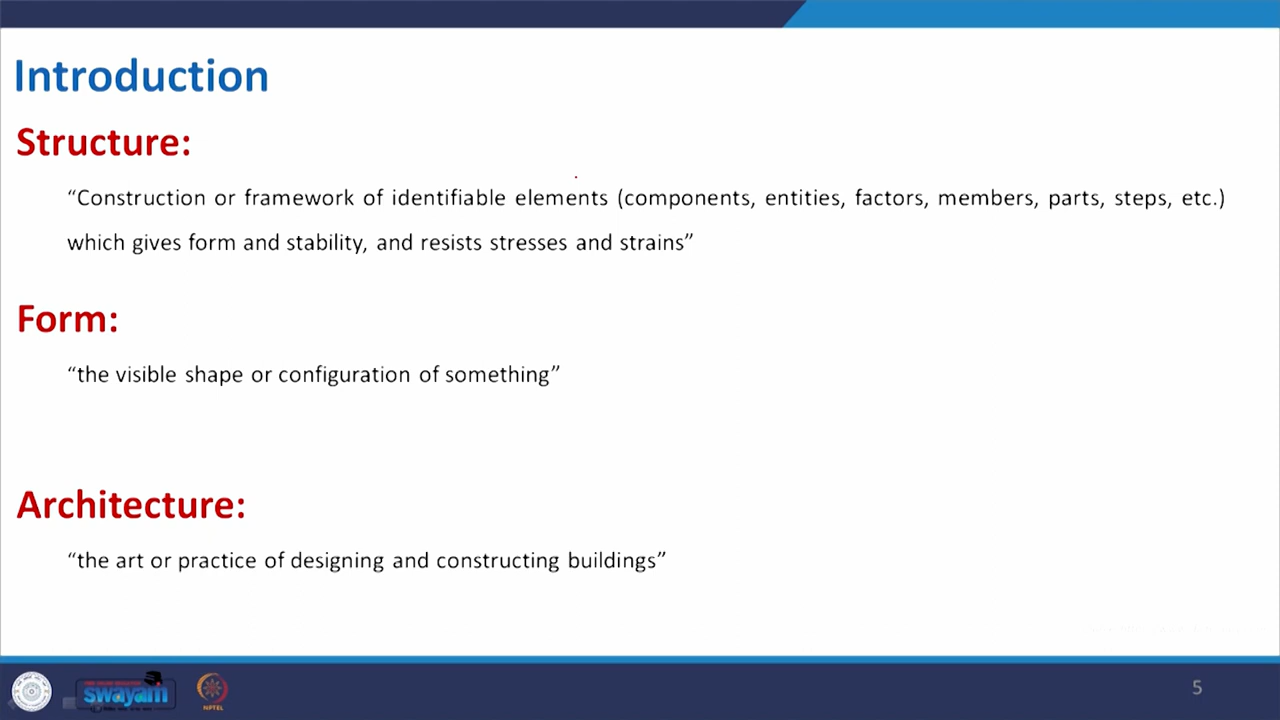 Introduction
Structure:
“Construction or framework of identifiable elements (components, entities, factors, members, parts, steps, etc.)
which gives form and stability, and resists stresses and strains”
Form:
“the visible shape or configuration of something”
Architecture:
“the art or practice of designing and constructing buildings”
swayam
NPTEL
5